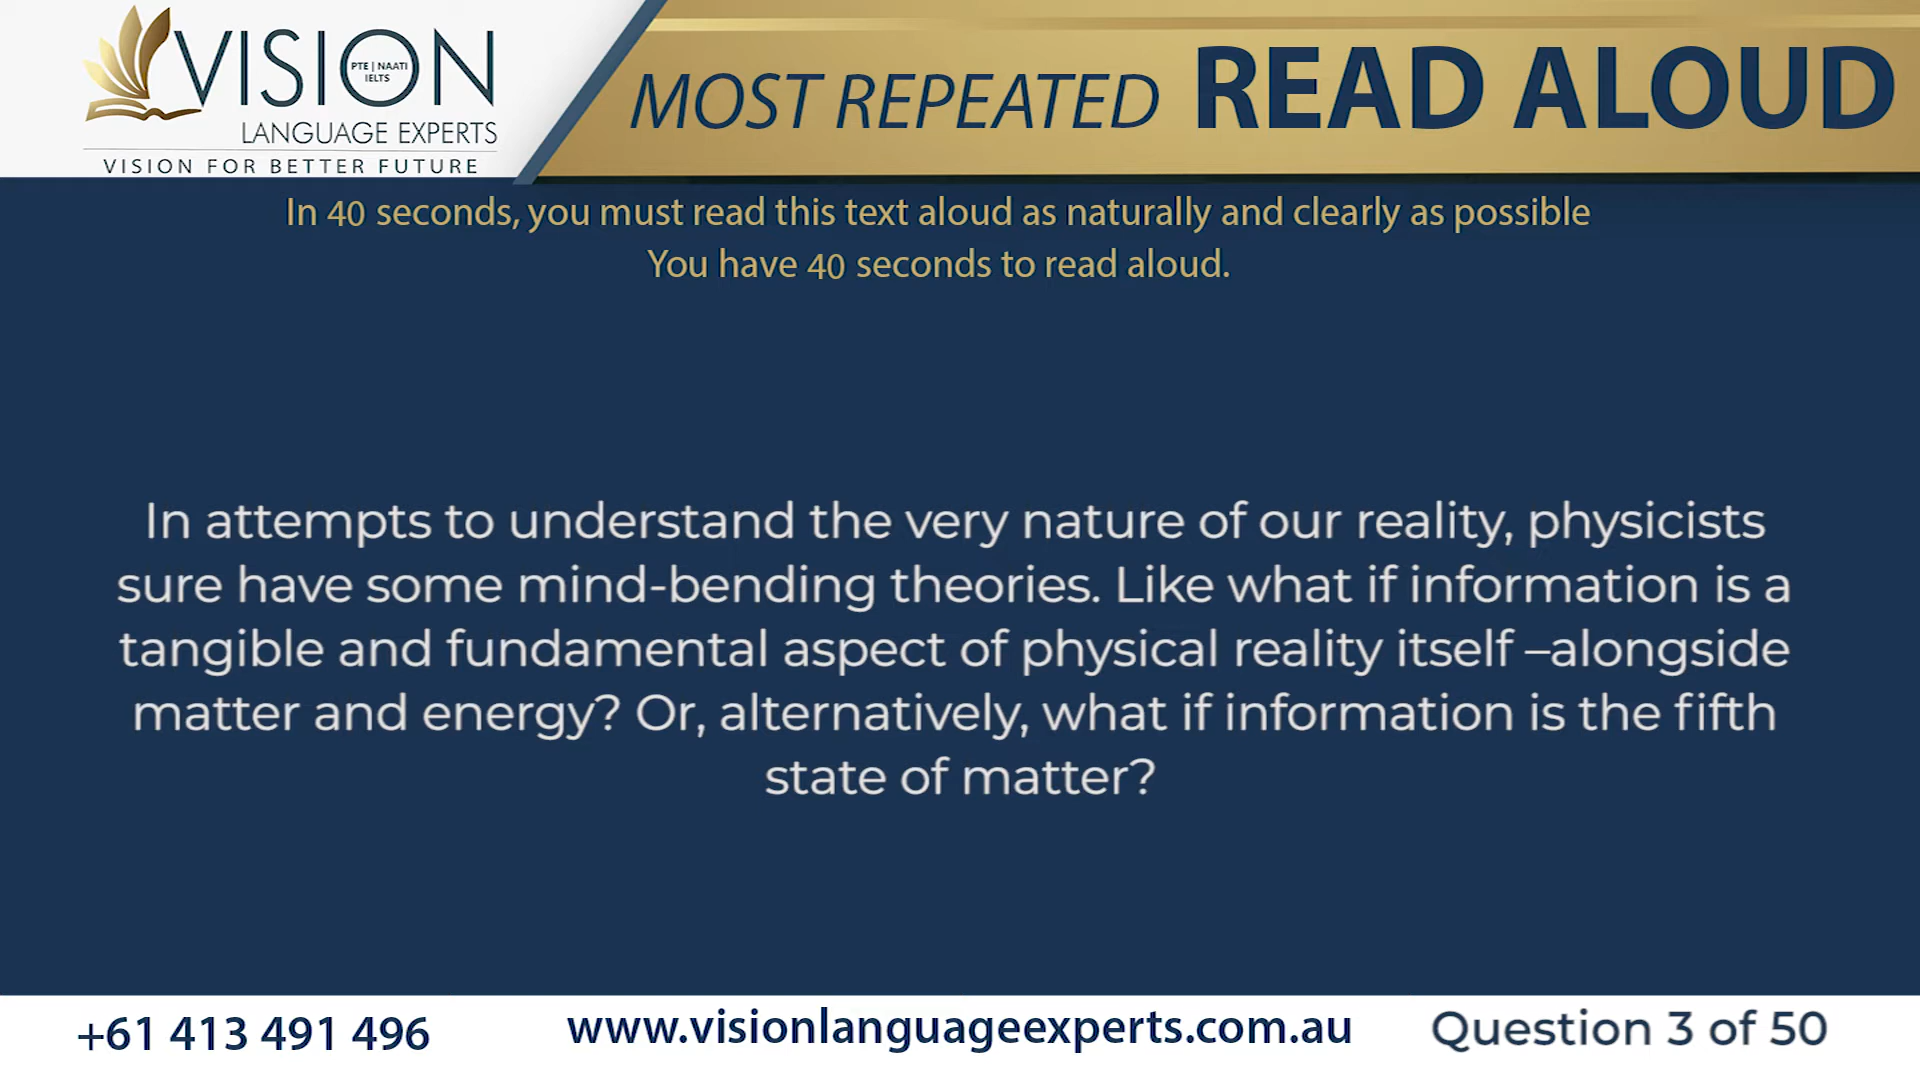 VISION
PTE | NAATI
IELTS
LANGUAGE EXPERTS
VISION FOR BETTER FUTURE
MOST REPEATED READ ALOUD
In 40 seconds, you must read this text aloud as naturally and clearly as possible
You have 40 seconds to read aloud.
In attempts to understand the very nature of our reality, physicists
sure have some mind-bending theories. Like what if information is a
tangible and fundamental aspect of physical reality itself –alongside
matter and energy? Or, alternatively, what if information is the fifth
state of matter?
+61 413 491 496
www.visionlanguageexperts.com.au
Question 3 of 50